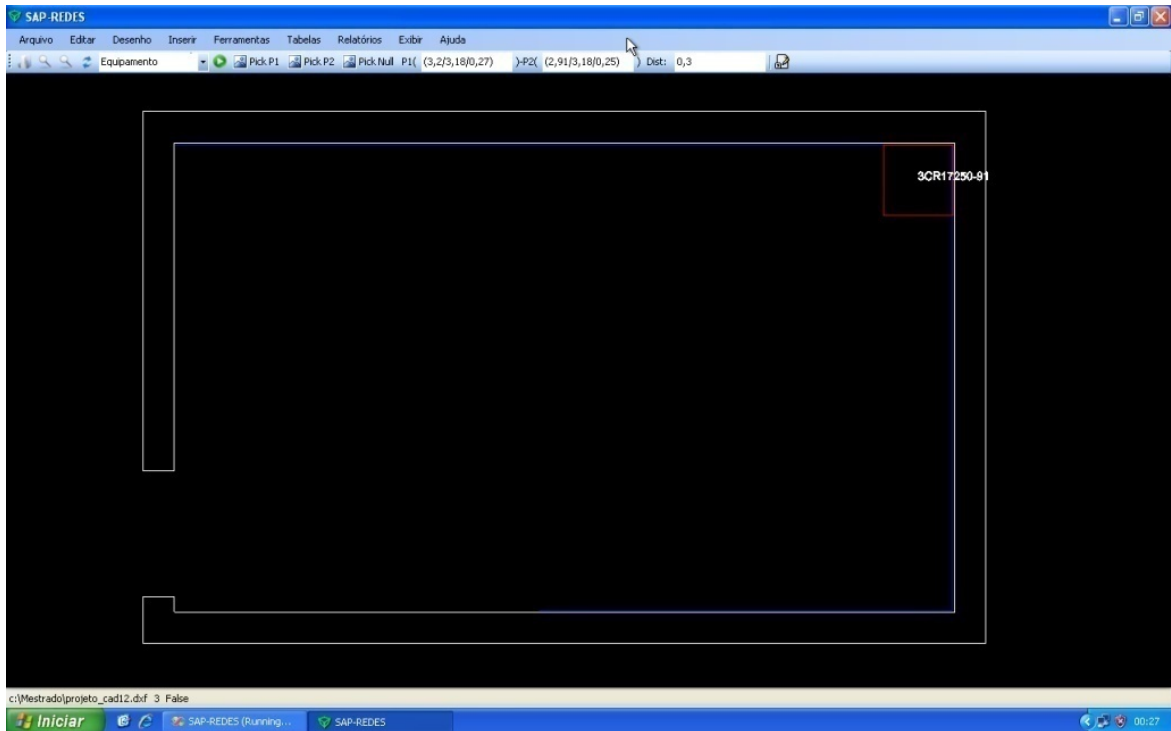 SAP-REDES
Arquivo Editar Desenho Inserir Ferramentas Tabelas Relatórios Exibir Ajuda
Equipamento Pick P1 Pick P2 Pick Null P1( (3,2/3,18/0,27) )-P2( (2,91/3,18/0,25) ) Dist: 0,3
3CR17250-91
c:\Mestrado\projeto_cad12.dxf 3 False
Iniciar SAP-REDES (Running... SAP-REDES 00:27